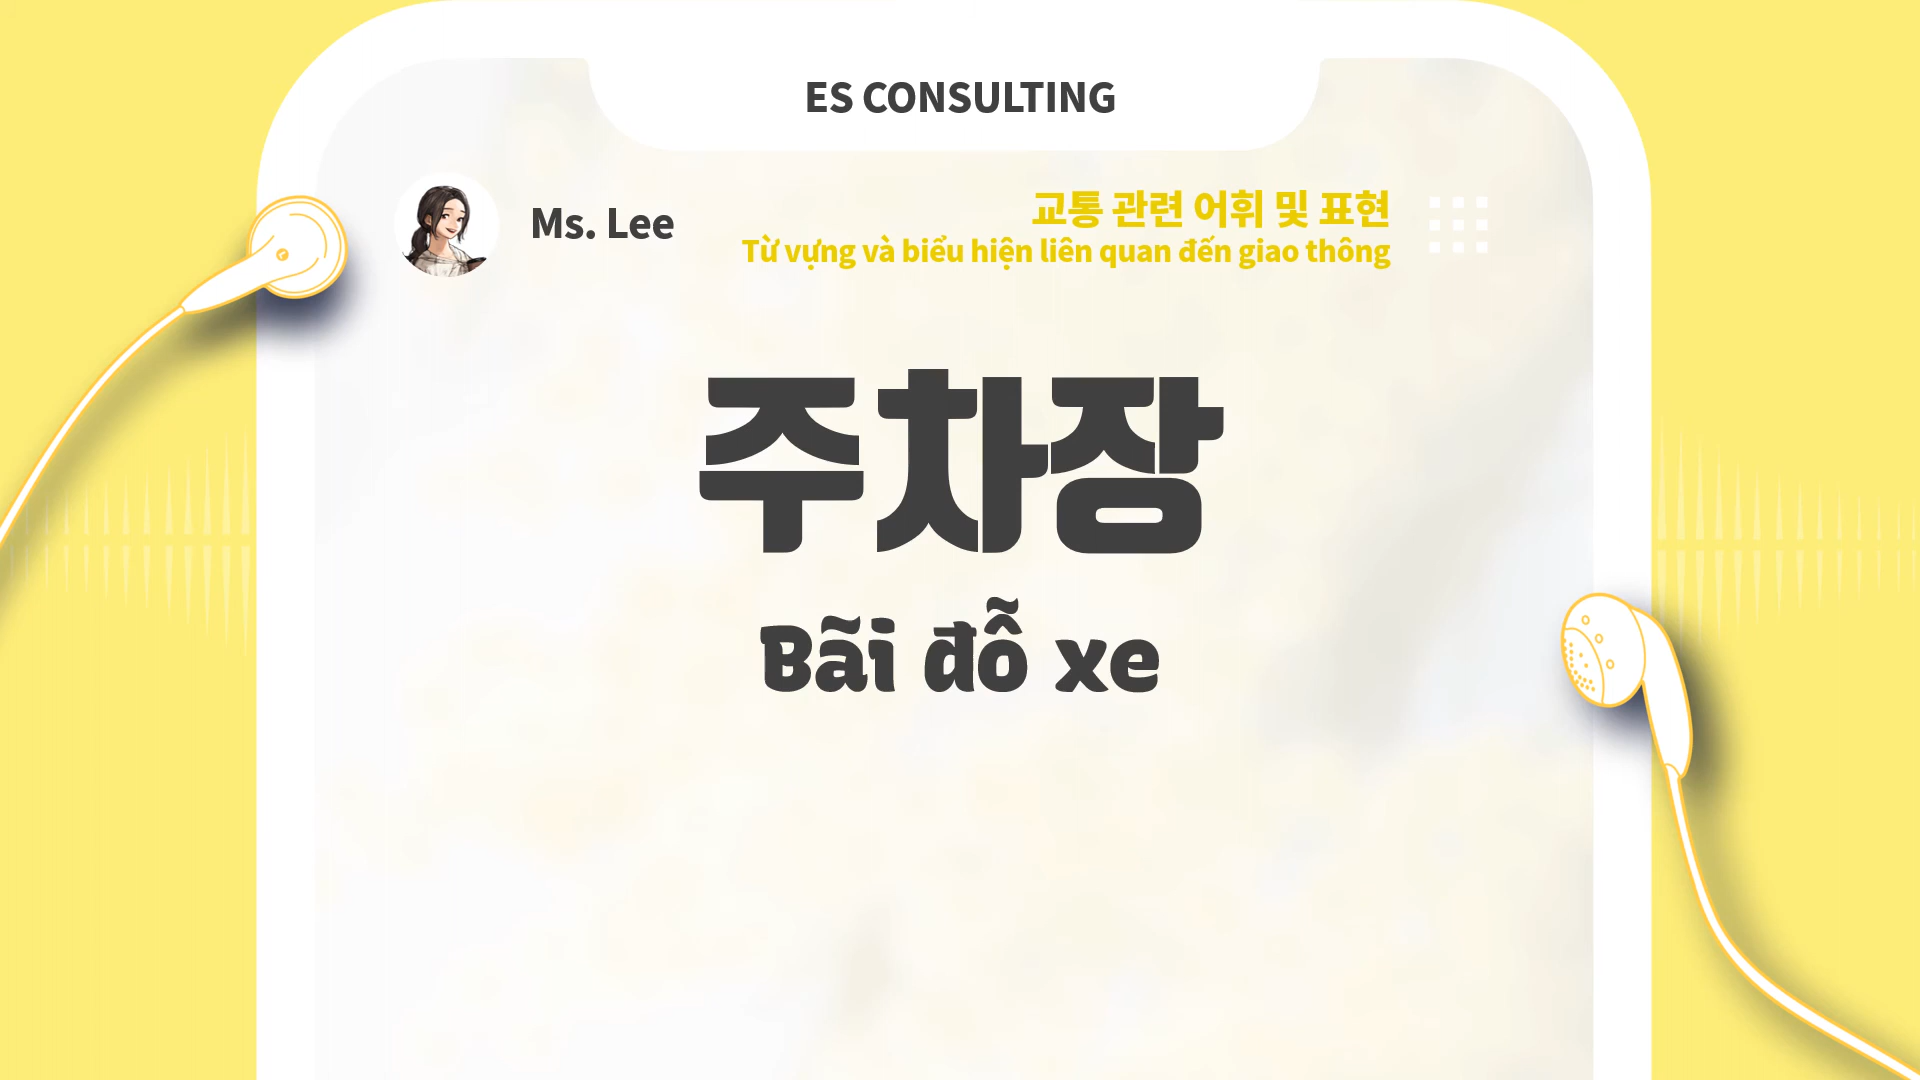 ES CONSULTING
Ms. Lee
교통 관련 어휘 및 표현
Từ vựng và biểu hiện liên quan đến giao thông
주차장
Bãi đỗ xe